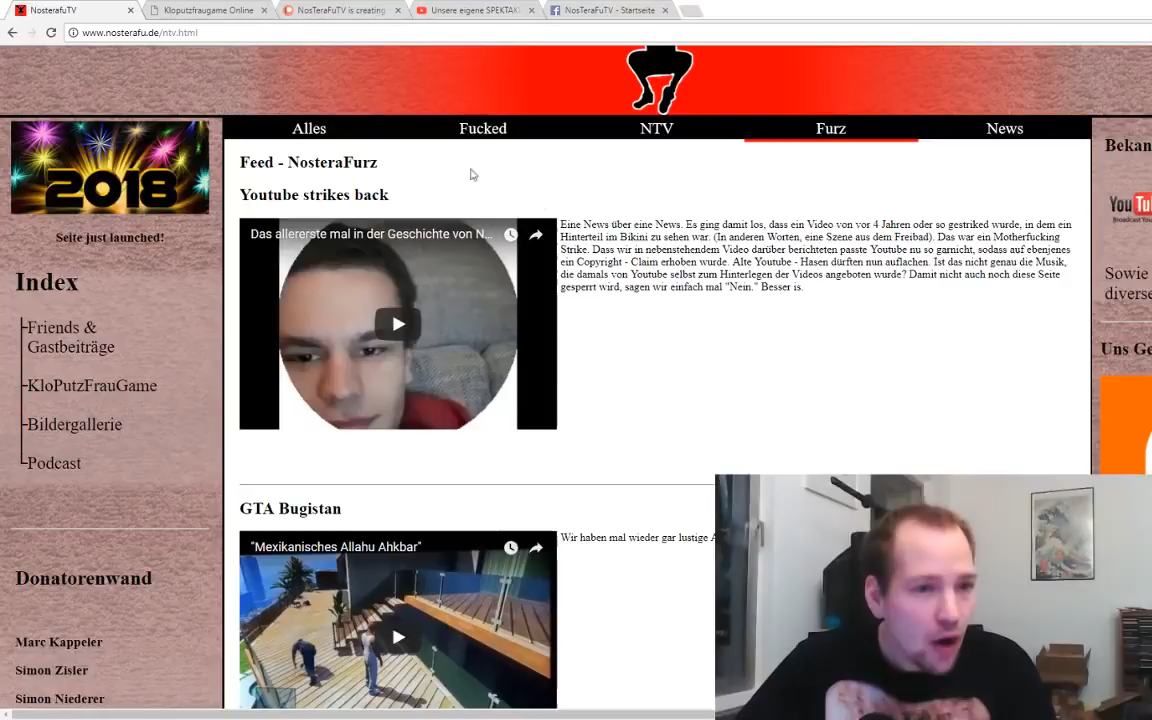 NosterafuTV
Kloputzfraugame Online
NosTeraFuTV is creating
Unsere eigene SPEKTAK
NosTeraFuTV - Startseite
www.nosterafu.de/ntv.html
Alles
Fucked
NTV
Furz
News
2018
Seite just launched!
Index
Friends &
Gastbeiträge
KloPutzFrauGame
Bildergallerie
Podcast
Donatorenwand
Marc Kappeler
Simon Zisler
Simon Niederer
Feed - NosteraFurz
Youtube strikes back
Das allererste mal in der Geschichte von N...
Eine News über eine News. Es ging damit los, dass ein Video von vor 4 Jahren oder so gestriked wurde, in dem ein
Hinterteil im Bikini zu sehen war. (In anderen Worten, eine Szene aus dem Freibad). Das war ein Motherfucking
Strike. Dass wir in nebenstehendem Video darüber berichteten passte Youtube nu so garnicht, sodass auf ebenjenes
ein Copyright - Claim erhoben wurde. Alte Youtube - Hasen dürften nun auflachen. Ist das nicht genau die Musik,
die damals von Youtube selbst zum Hinterlegen der Videos angeboten wurde? Damit nicht auch noch diese Seite
gesperrt wird, sagen wir einfach mal "Nein." Besser is.
GTA Bugistan
"Mexikanisches Allahu Ahkbar"
Wir haben mal wieder gar lustige A
Bekan
You Tu
Broadcast You
Sowie
diverse
Uns Ge